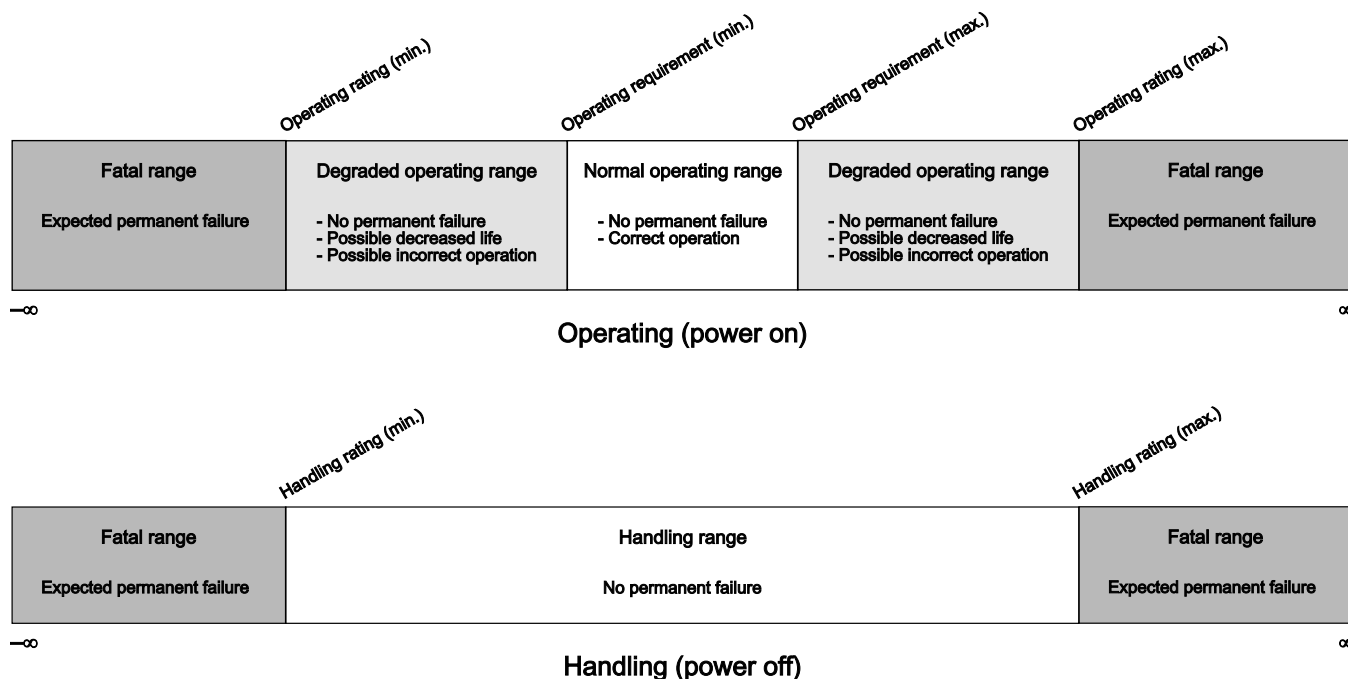 Operating rating (min.)
Operating requirement (min.)
Operating requirement (max.)
Operating rating (max.)
Fatal range
Expected permanent failure
Degraded operating range
- No permanent failure
- Possible decreased life
- Possible incorrect operation
Normal operating range
- No permanent failure
- Correct operation
Degraded operating range
- No permanent failure
- Possible decreased life
- Possible incorrect operation
Fatal range
Expected permanent failure
–∞
∞
Operating (power on)
Handling rating (min.)
Handling rating (max.)
Fatal range
Expected permanent failure
Handling range
No permanent failure
Fatal range
Expected permanent failure
–∞
∞
Handling (power off)